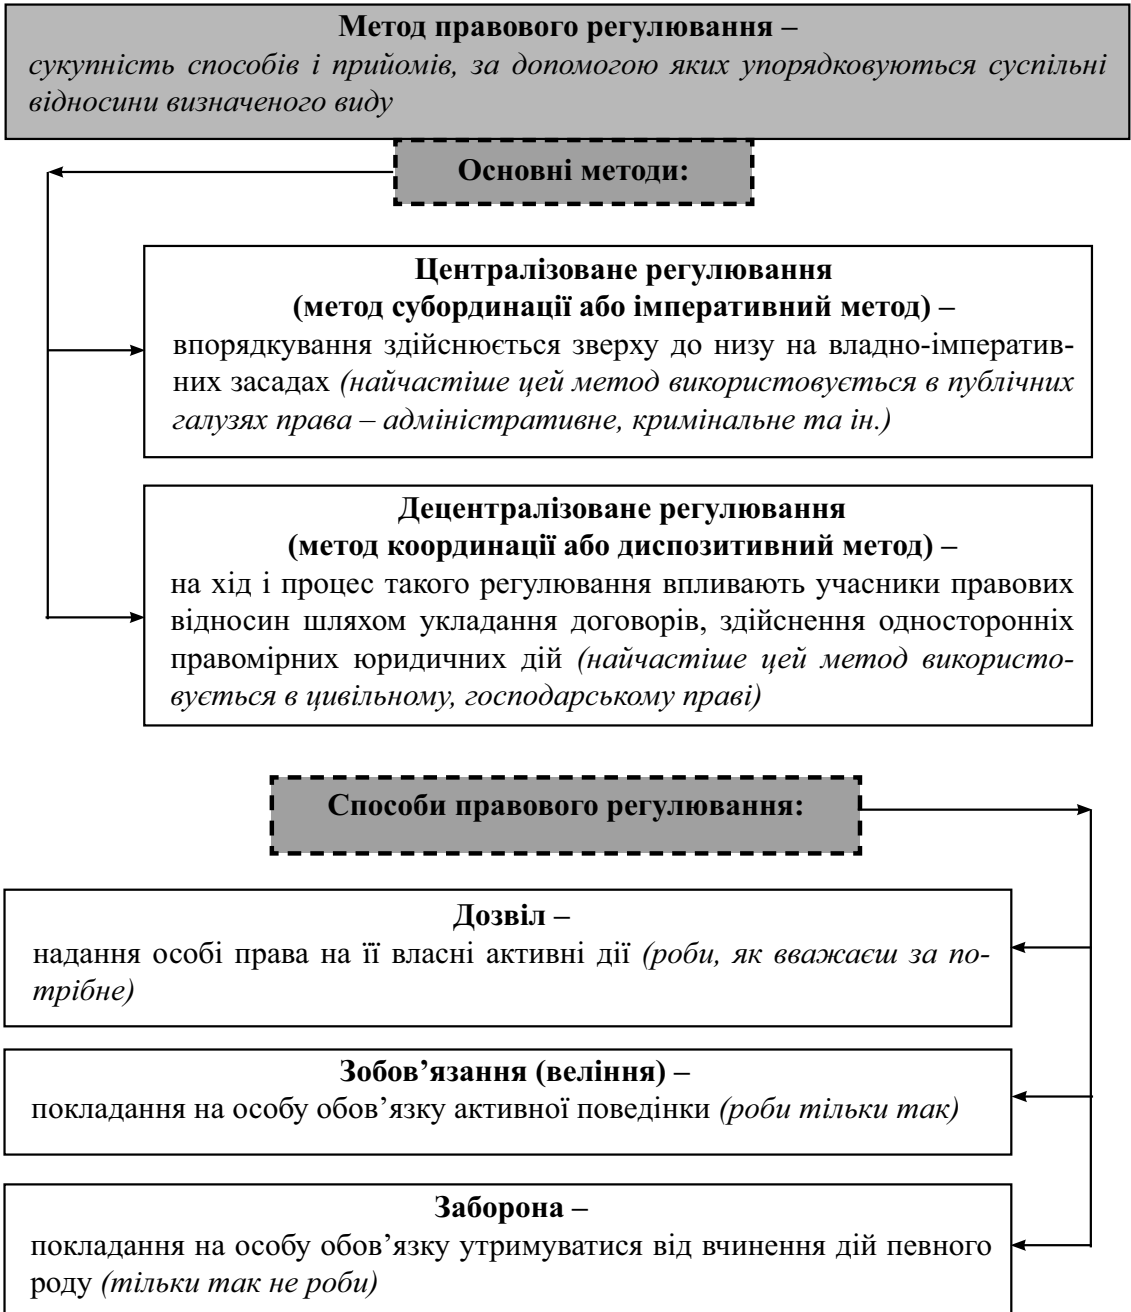 Метод правового регулювання –
сукупність способів і прийомів, за допомогою яких упорядковуються суспільні
відносини визначеного виду
Основні методи:
Централізоване регулювання
(метод субординації або імперативний метод) –
впорядкування здійснюється зверху до низу на владно-імператив-
них засадах (найчастіше цей метод використовується в публічних
галузях права – адміністративне, кримінальне та ін.)
Децентралізоване регулювання
(метод координації або диспозитивний метод) –
на хід і процес такого регулювання впливають учасники правових
відносин шляхом укладання договорів, здійснення односторонніх
правомірних юридичних дій (найчастіше цей метод використо-
вується в цивільному, господарському праві)
Способи правового регулювання:
Дозвіл –
надання особі права на її власні активні дії (роби, як вважаєш за по-
трібне)
Зобов’язання (веління) –
покладання на особу обов’язку активної поведінки (роби тільки так)
Заборона –
покладання на особу обов’язку утримуватися від вчинення дій певного
роду (тільки так не роби)